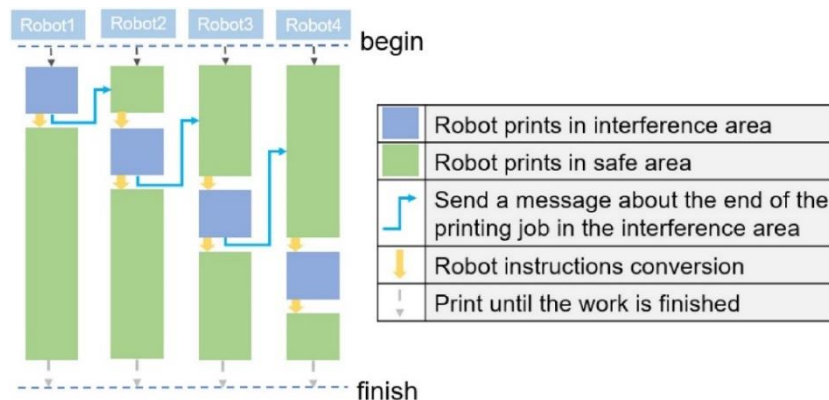 Robot1
Robot2
Robot3
Robot4
begin
Robot prints in interference area
Robot prints in safe area
Send a message about the end of the
printing job in the interference area
Robot instructions conversion
Print until the work is finished
finish